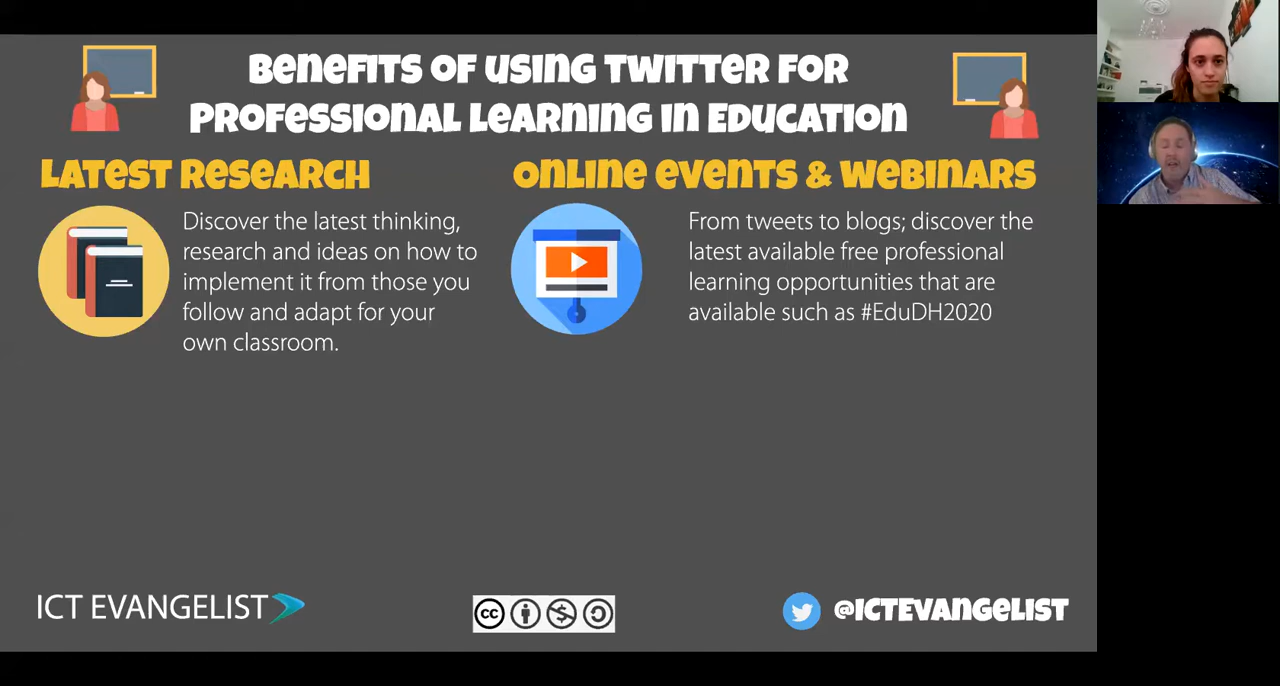 Benefits of using Twitter for
Professional Learning in Education
Latest Research
Discover the latest thinking,
research and ideas on how to
implement it from those you
follow and adapt for your
own classroom.
Online Events & Webinars
From tweets to blogs; discover the
latest available free professional
learning opportunities that are
available such as #EduDH2020
ICT EVANGELIST
cc
@ICTEvangelist